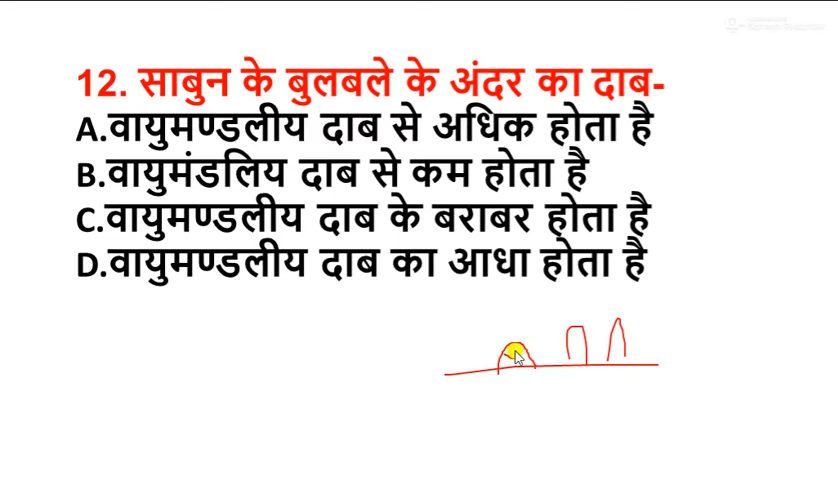 12. साबुन के बुलबले के अंदर का दाब-
A.वायुमण्डलीय दाब से अधिक होता है
B.वायुमंडलिय दाब से कम होता है
C.वायुमण्डलीय दाब के बराबर होता है
D.वायुमण्डलीय दाब का आधा होता है